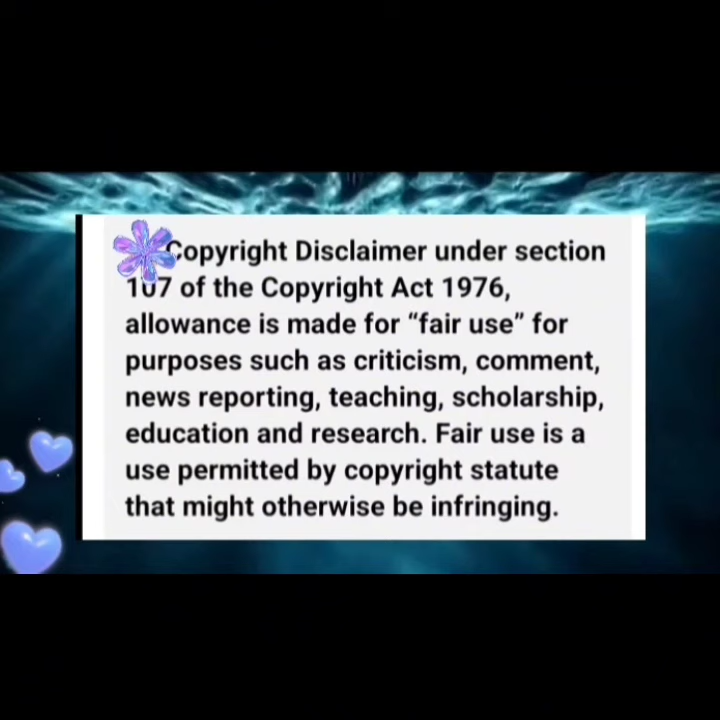 Copyright Disclaimer under section
107 of the Copyright Act 1976,
allowance is made for “fair use” for
purposes such as criticism, comment,
news reporting, teaching, scholarship,
education and research. Fair use is a
use permitted by copyright statute
that might otherwise be infringing.